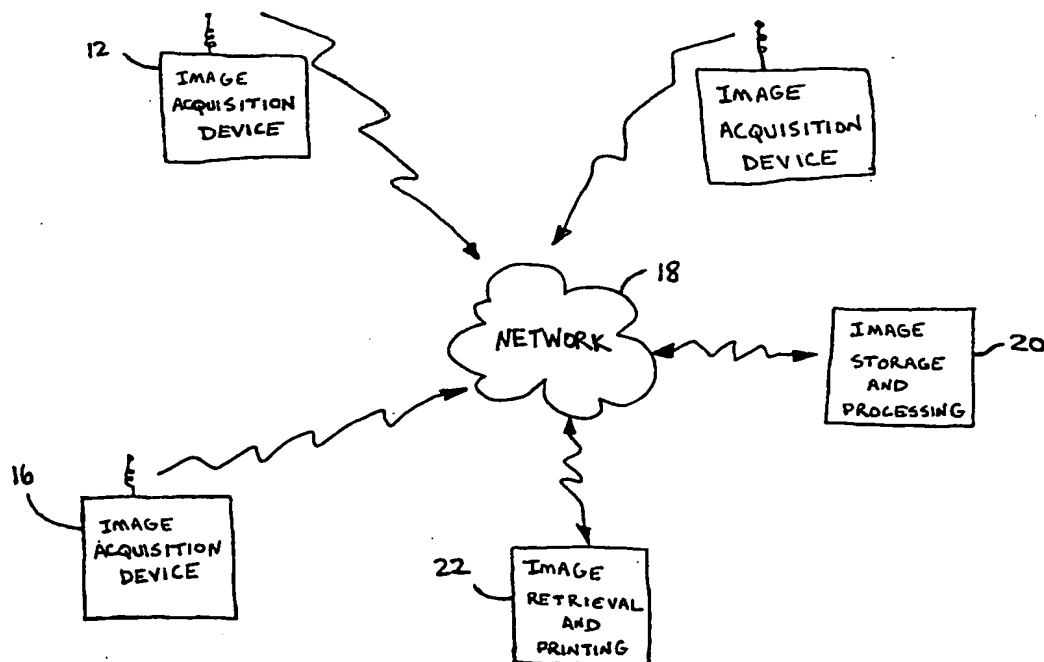 12
IMAGE
ACQUISITION
DEVICE
IMAGE
ACQUISITION
DEVICE
18
NETWORK
IMAGE
STORAGE
AND
PROCESSING
20
16
IMAGE
ACQUISITION
DEVICE
22
IMAGE
RETRIEVAL
AND
PRINTING